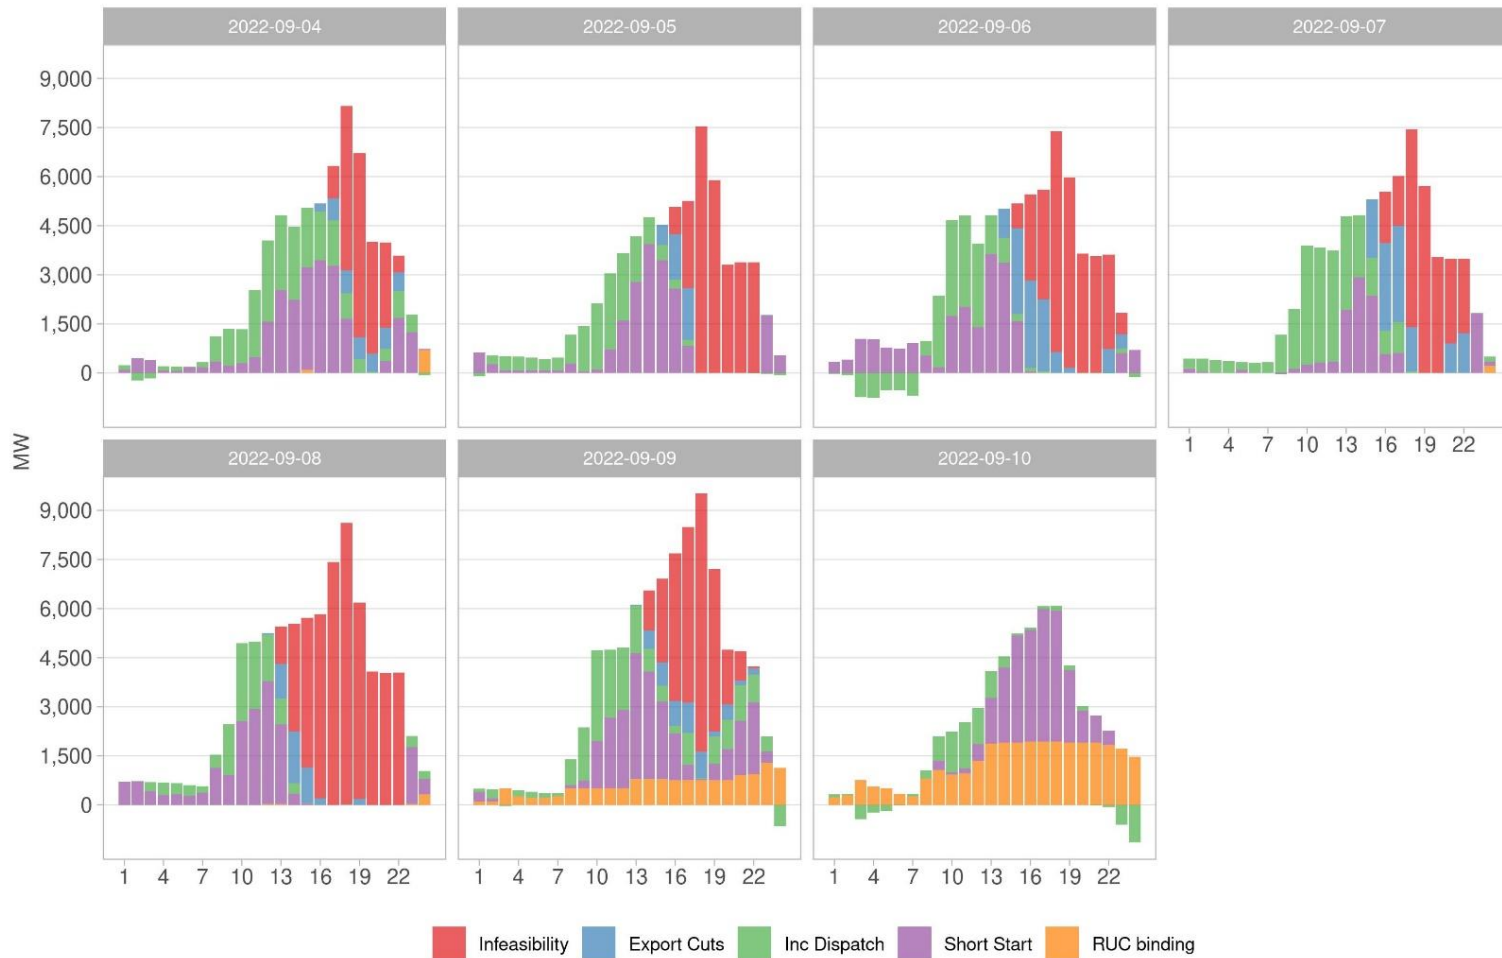 2022-09-04 2022-09-05 2022-09-06 2022-09-07
9,000
7,500
6,000
4,500
3,000
1,500
0
1 4 7 10 13 16 19 22
MW
2022-09-08 2022-09-09 2022-09-10
9,000
7,500
6,000
4,500
3,000
1,500
0
1 4 7 10 13 16 19 22 1 4 7 10 13 16 19 22 1 4 7 10 13 16 19 22
Infeasibility Export Cuts Inc Dispatch Short Start RUC binding